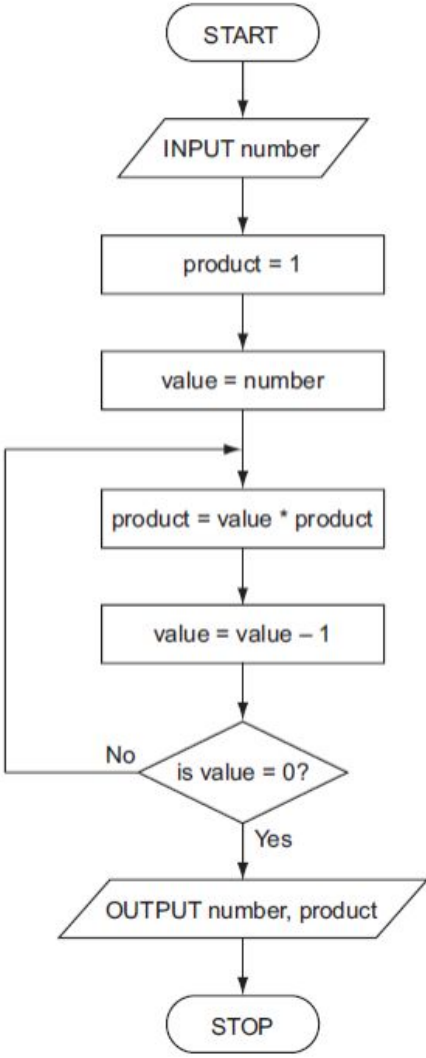 START
INPUT number
product = 1
value = number
product = value * product
value = value – 1
is value = 0?
No
Yes
OUTPUT number, product
STOP